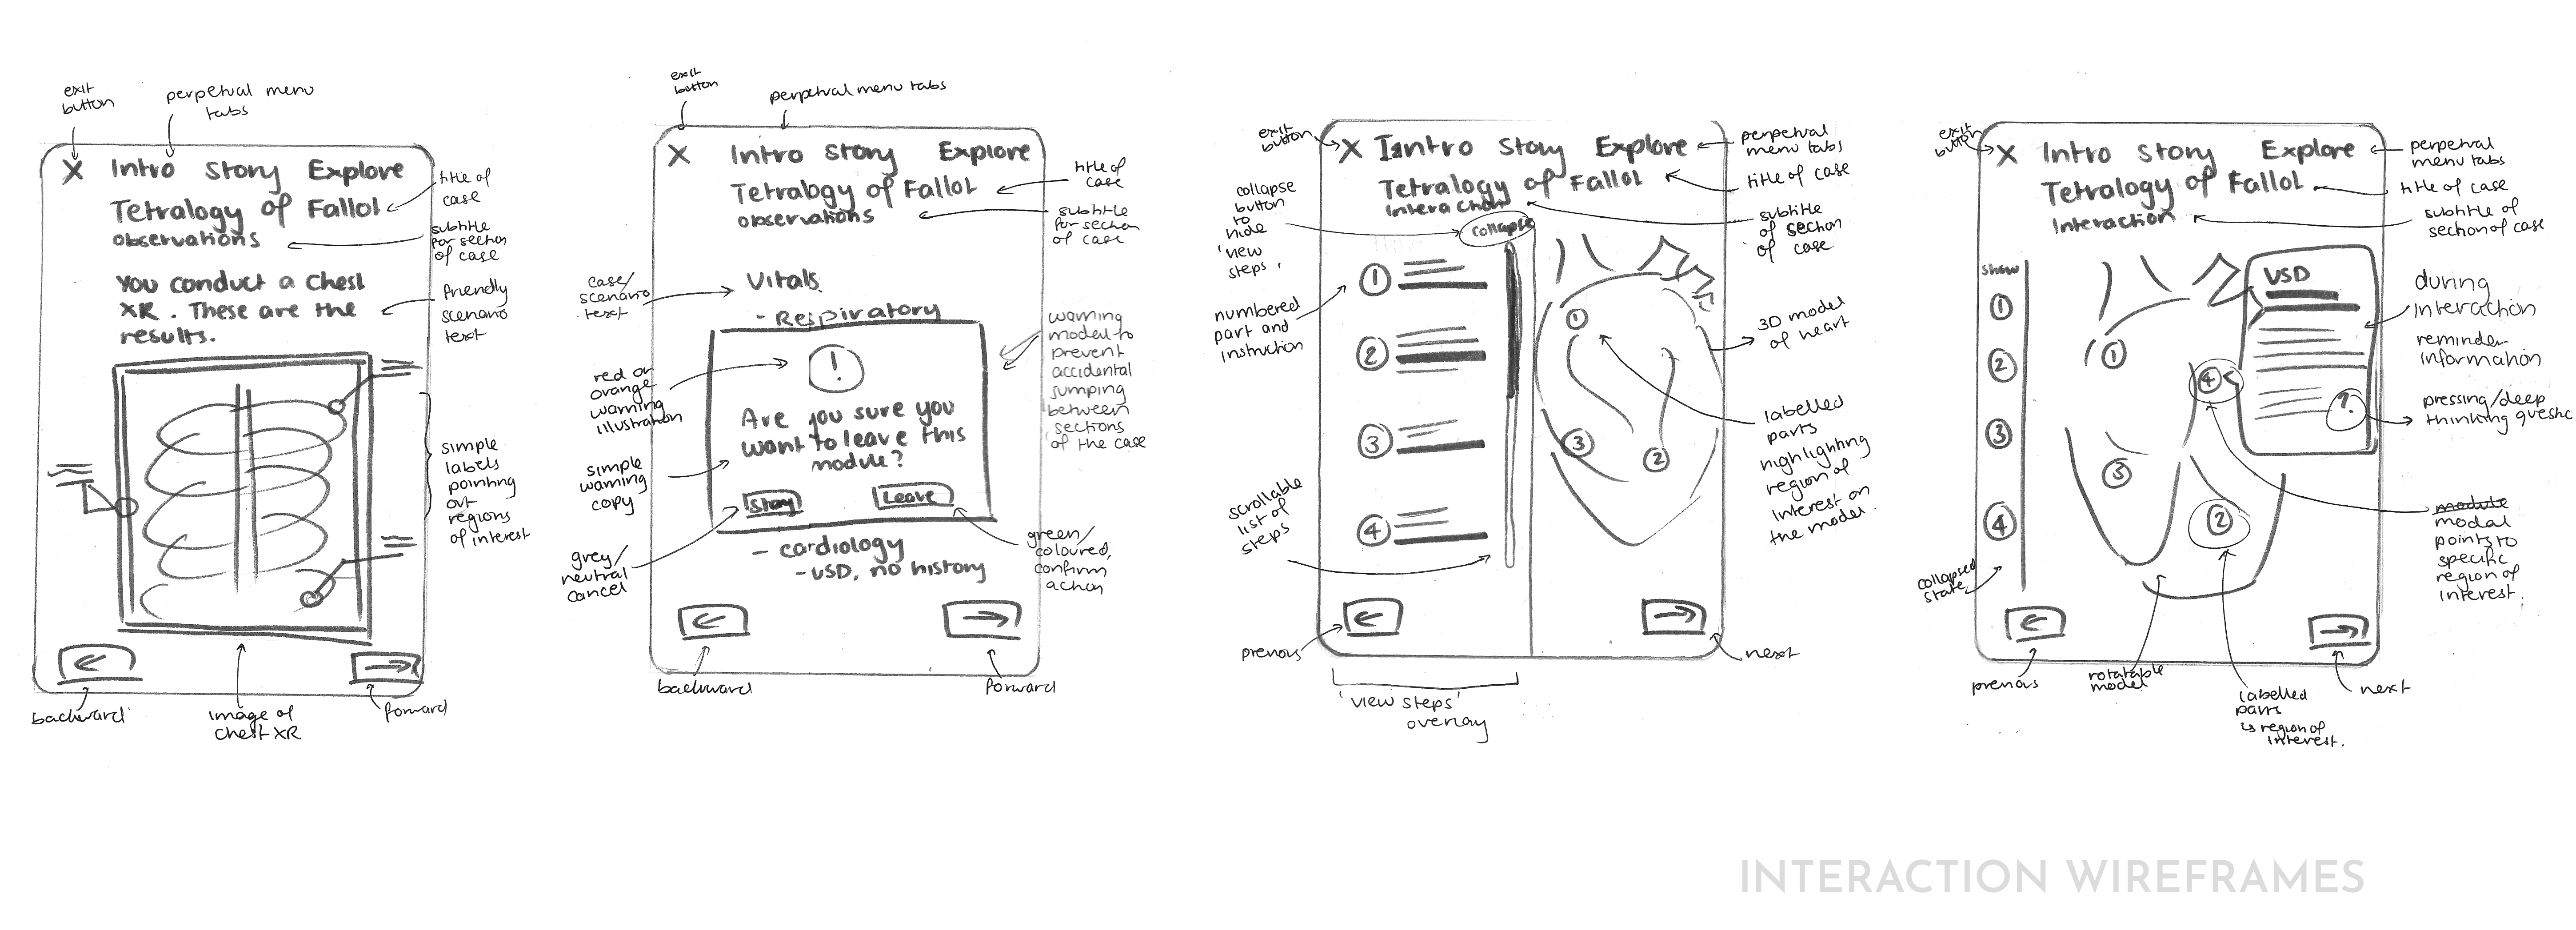 exit
button
perpetual menu
tabs
X Intro Story Explore
Tetralogy of Fallot
observations
title of
case
subtitle
for section
of case
You conduct a Chest
XR. These are the
results.
friendly
scenario
text
simple
labels
pointing
out
regions
of interest
←
→
backward
image of
chest XR
forward
exit
button
perpetual menu tabs
X Intro Story Explore
Tetralogy of Fallot
observations
title of
case
subtitle
for section
of case
case/
scenario
text
Vitals
- Respiratory
!
Are you sure you
want to leave this
module?
Stay
Leave
- cardiology
- VSD, no history
warning
modal to
prevent
accidental
jumping
between
sections
of the case
red or
orange
warning
illustration
simple
warning
copy
grey/
neutral
cancel
green/
coloured,
confirm
action
←
→
backward
forward
exit
button
X Intro Story Explore
Tetralogy of Fallot
Interaction
perpetual
menu tabs
title of case
subtitle
of section
of case
collapse
button
to
hide
'view
steps'
collapse
1
2
3
4
numbered
part and
instruction
scrollable
list of
steps
1
3
2
3D model
of heart
labelled
parts
highlighting
region of
interest on
the model.
←
→
previous
next
'view steps'
overlay
exit
button
X Intro Story Explore
Tetralogy of Fallot
Interaction
perpetual
menu tabs
title of case
subtitle of
section of case
show
1
2
3
4
collapsed
state
1
4
3
2
VSD
?
during
interaction
reminder
information
pressing/deep
thinking questic
module
modal
points to
specific
region of
interest.
←
→
previous
rotatable
model
labelled
parts
↳ region of
interest.
next
INTERACTION WIREFRAMES